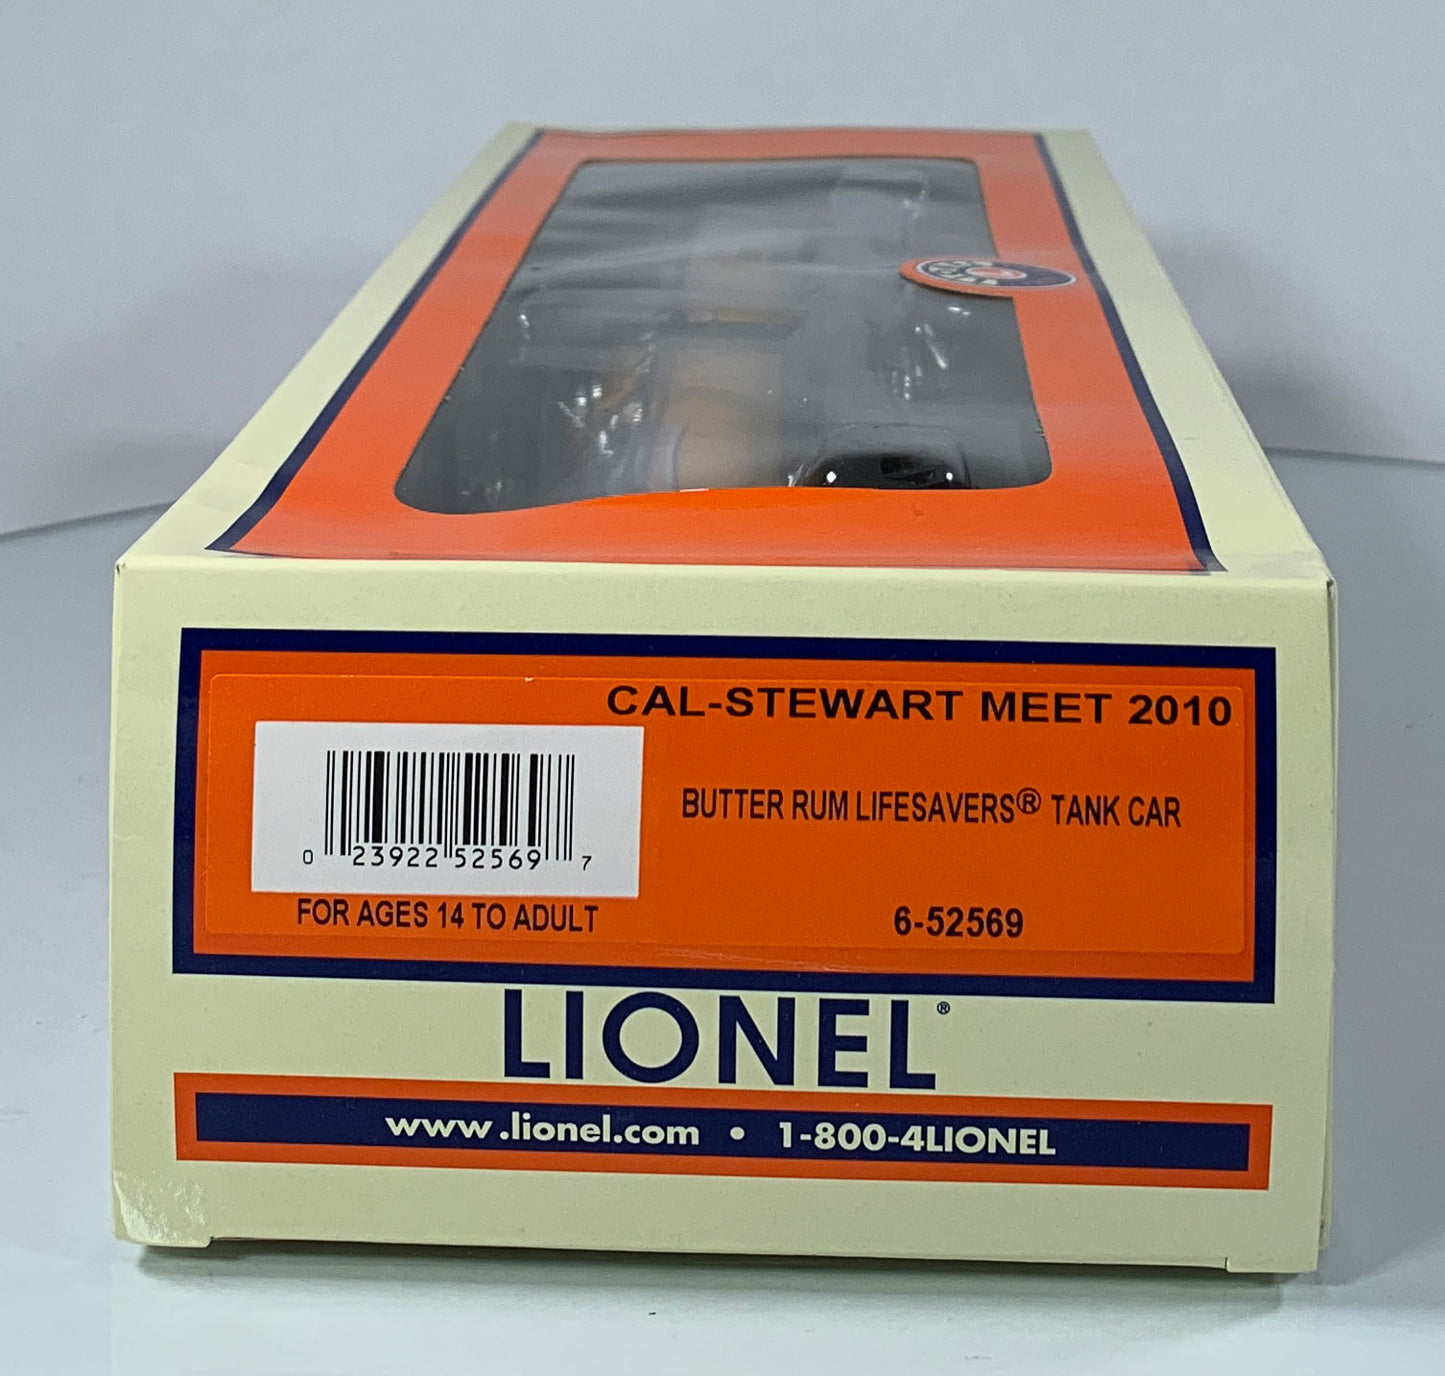 LIONEL
CAL-STEWART MEET 2010
BUTTER RUM LIFESAVERS® TANK CAR
0 23922 52569 7
FOR AGES 14 TO ADULT
6-52569
LIONEL®
www.lionel.com • 1-800-4LIONEL